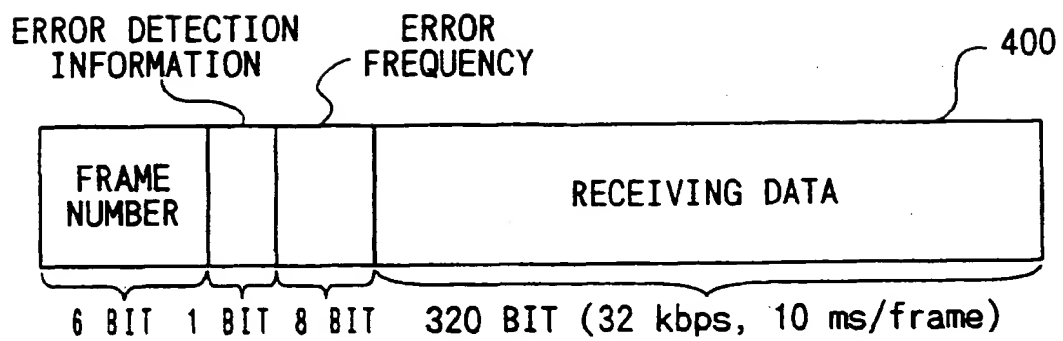 ERROR DETECTION
INFORMATION
ERROR
FREQUENCY
400
FRAME
NUMBER
RECEIVING DATA
6 BIT
1 BIT
8 BIT
320 BIT (32 kbps, 10 ms/frame)